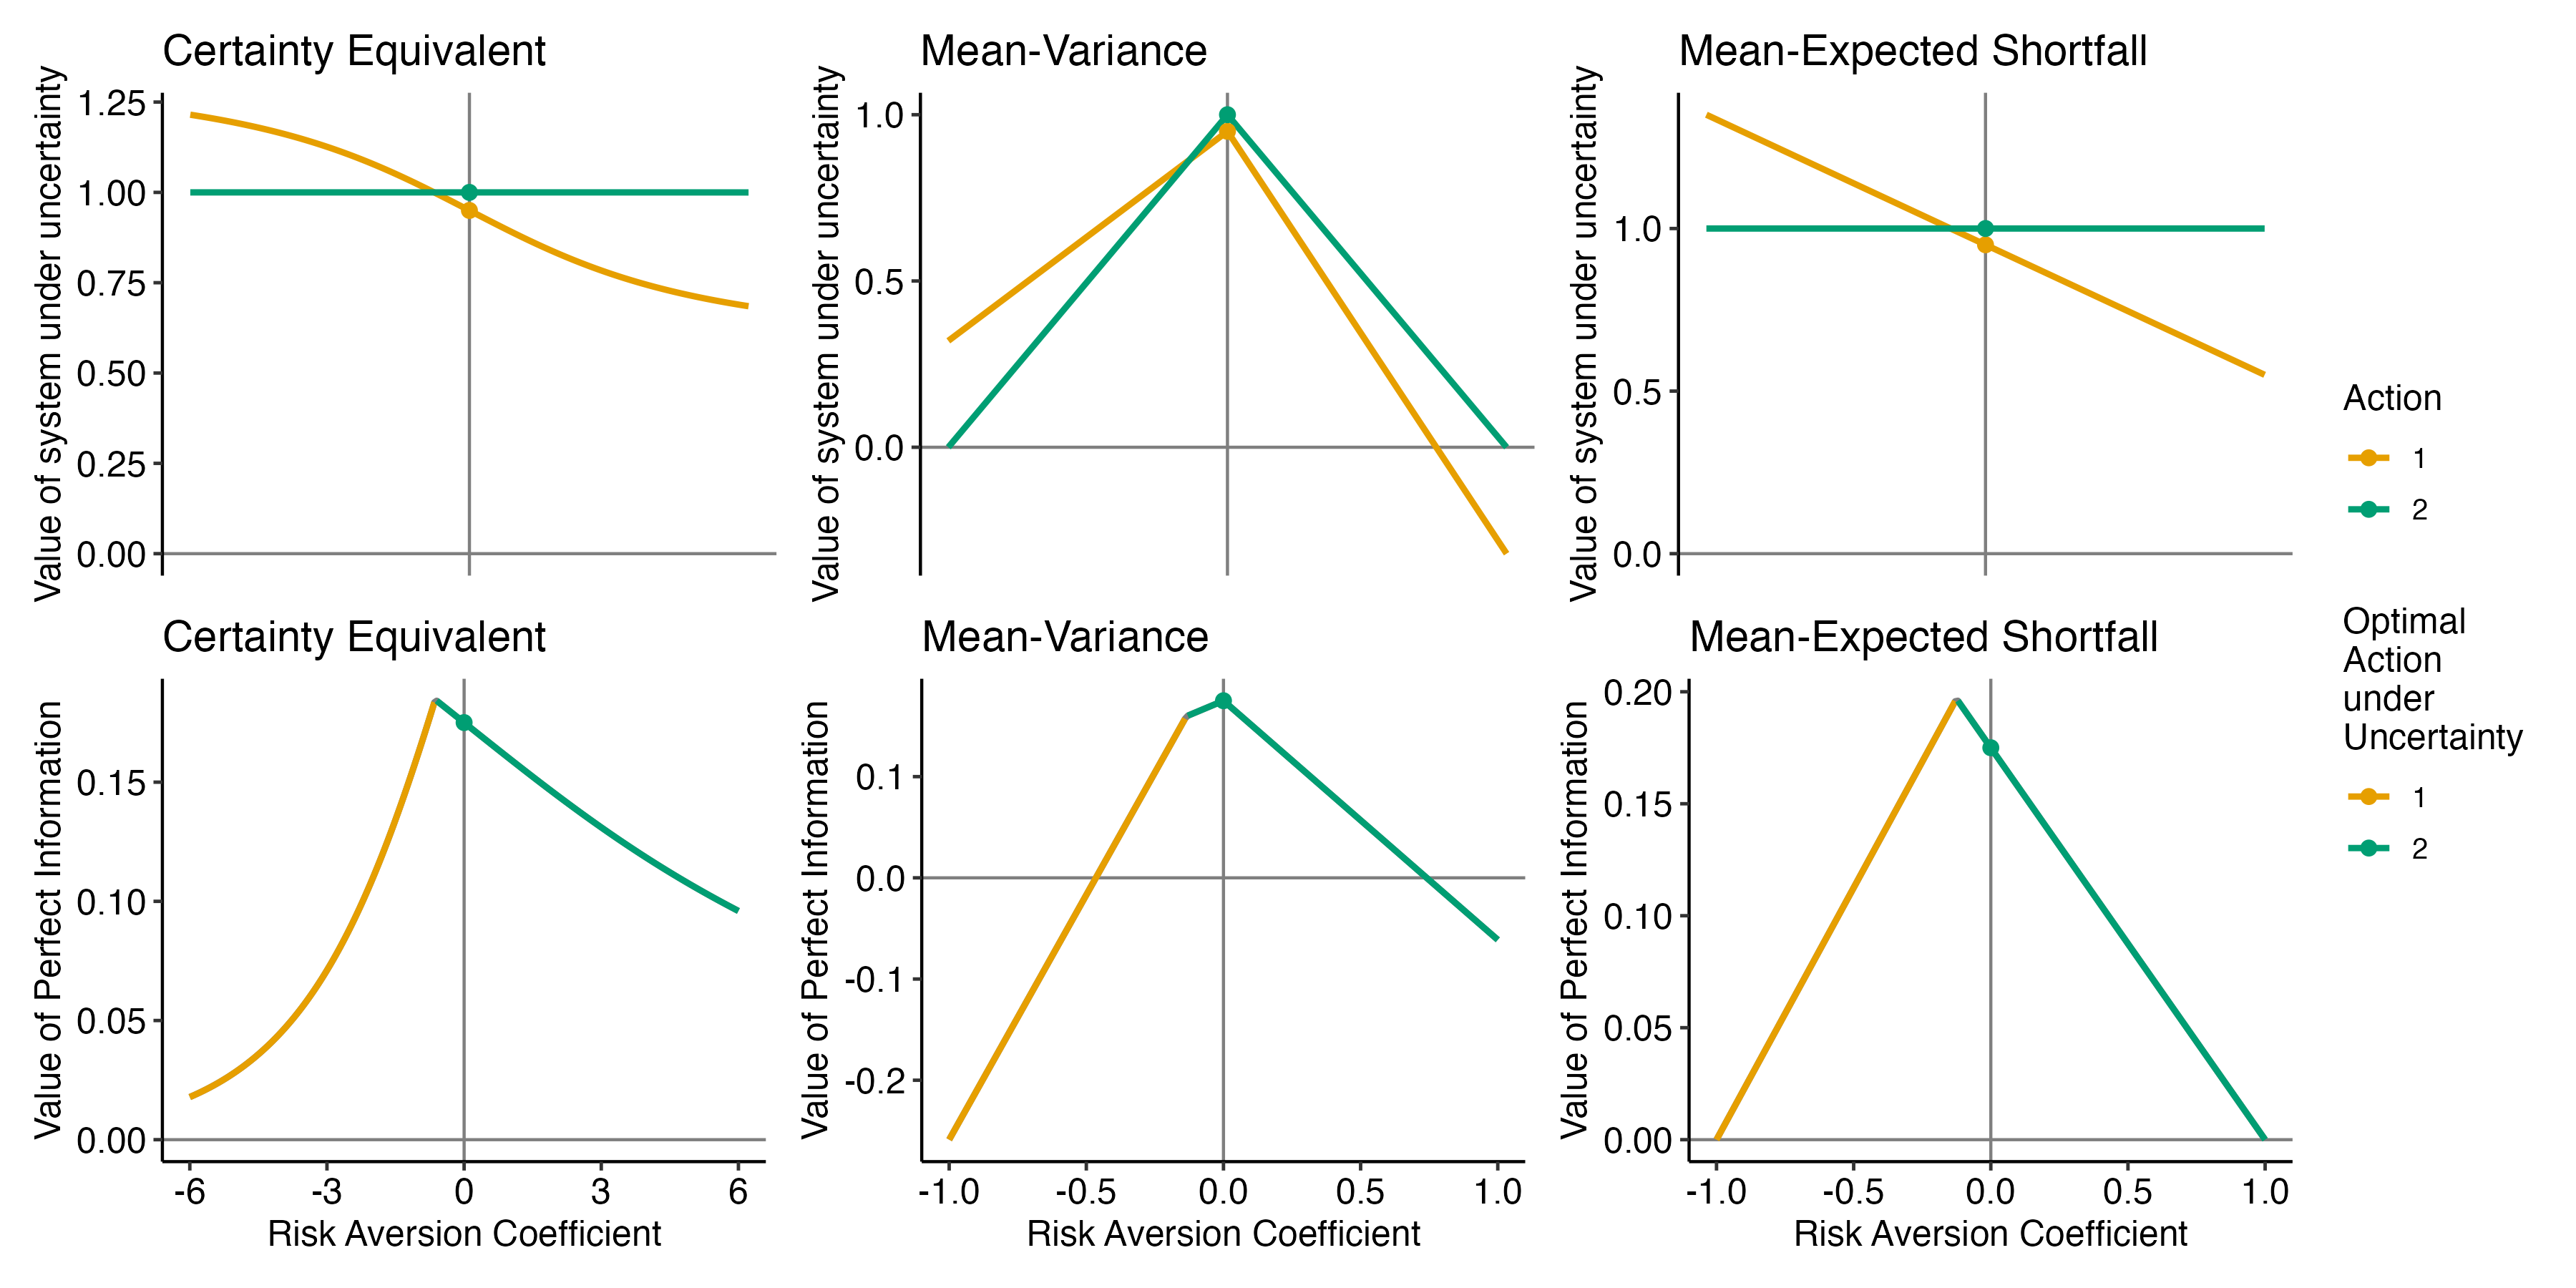 Certainty Equivalent
Mean-Variance
Mean-Expected Shortfall
Value of system under uncertainty
1.25
1.00
0.75
0.50
0.25
0.00
Value of system under uncertainty
1.0
0.5
0.0
Value of system under uncertainty
1.0
0.5
0.0
Action
1
2
Certainty Equivalent
Mean-Variance
Mean-Expected Shortfall
Value of Perfect Information
0.15
0.10
0.05
0.00
-6
-3
0
3
6
Risk Aversion Coefficient
Value of Perfect Information
0.1
0.0
-0.1
-0.2
-1.0
-0.5
0.0
0.5
1.0
Risk Aversion Coefficient
Value of Perfect Information
0.20
0.15
0.10
0.05
0.00
-1.0
-0.5
0.0
0.5
1.0
Risk Aversion Coefficient
Optimal
Action
under
Uncertainty
1
2